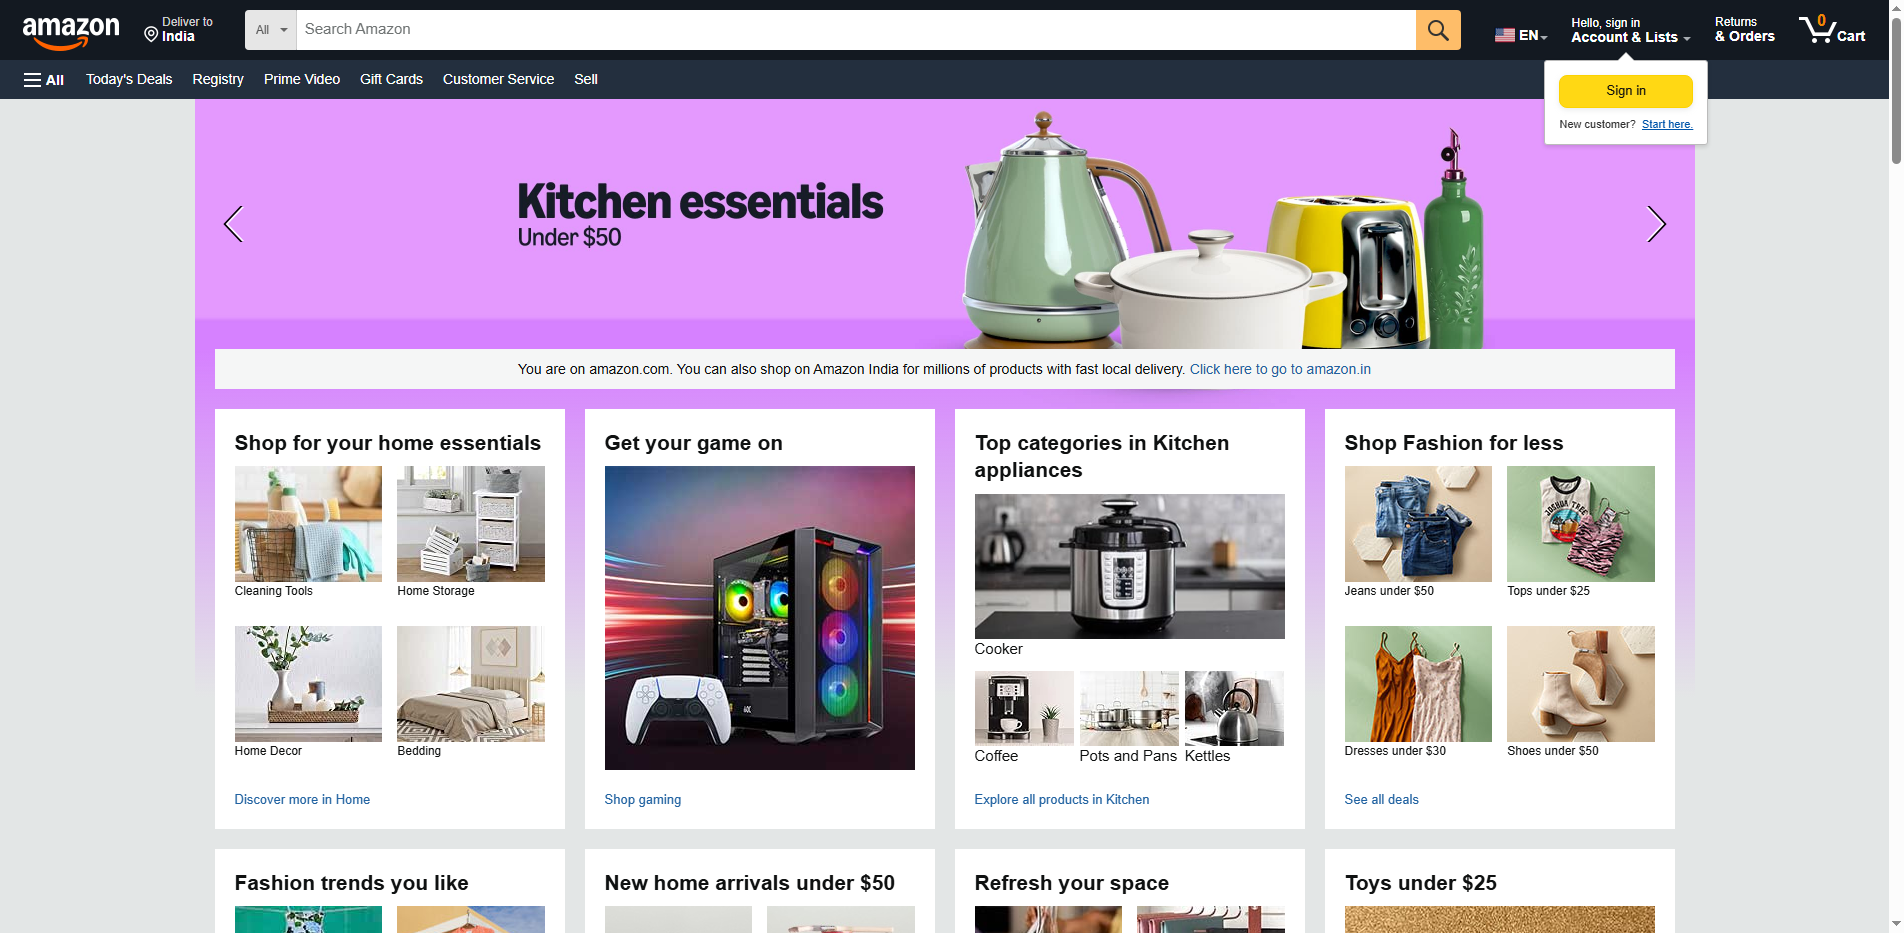 amazon
Deliver to
India
All
Search Amazon
EN
Hello, sign in
Account & Lists
Returns
& Orders
0
Cart
All
Today's Deals
Registry
Prime Video
Gift Cards
Customer Service
Sell
Sign in
New customer? Start here.
Kitchen essentials
Under $50
You are on amazon.com. You can also shop on Amazon India for millions of products with fast local delivery. Click here to go to amazon.in
Shop for your home essentials
Cleaning Tools
Home Storage
Home Decor
Bedding
Discover more in Home
Get your game on
Shop gaming
Top categories in Kitchen
appliances
Cooker
Coffee
Pots and Pans
Kettles
Explore all products in Kitchen
Shop Fashion for less
JOSHUA TREE
Jeans under $50
Tops under $25
Dresses under $30
Shoes under $50
See all deals
Fashion trends you like
New home arrivals under $50
Refresh your space
Toys under $25